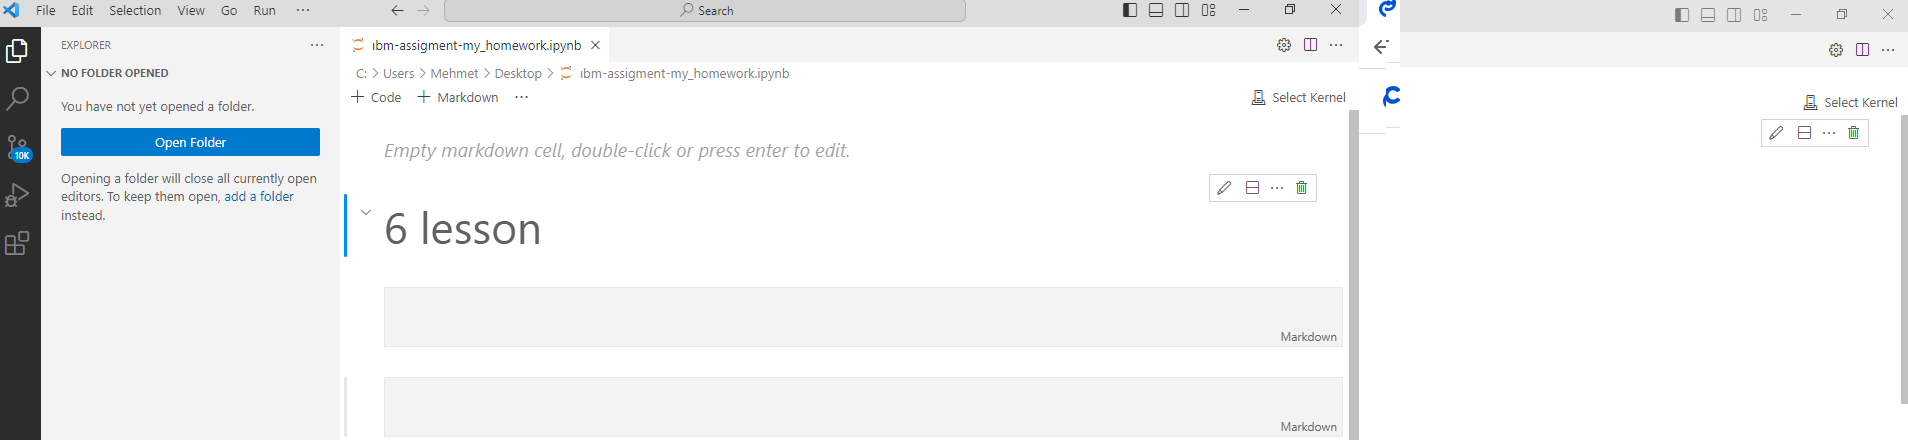 File Edit Selection View Go Run ···
Search
EXPLORER ···
NO FOLDER OPENED
You have not yet opened a folder.
Open Folder
Opening a folder will close all currently open
editors. To keep them open, add a folder
instead.
10K
ıbm-assigment-my_homework.ipynb
C: > Users > Mehmet > Desktop > ıbm-assigment-my_homework.ipynb
+ Code + Markdown ···
Select Kernel
Empty markdown cell, double-click or press enter to edit.
6 lesson
Markdown
Markdown
Select Kernel